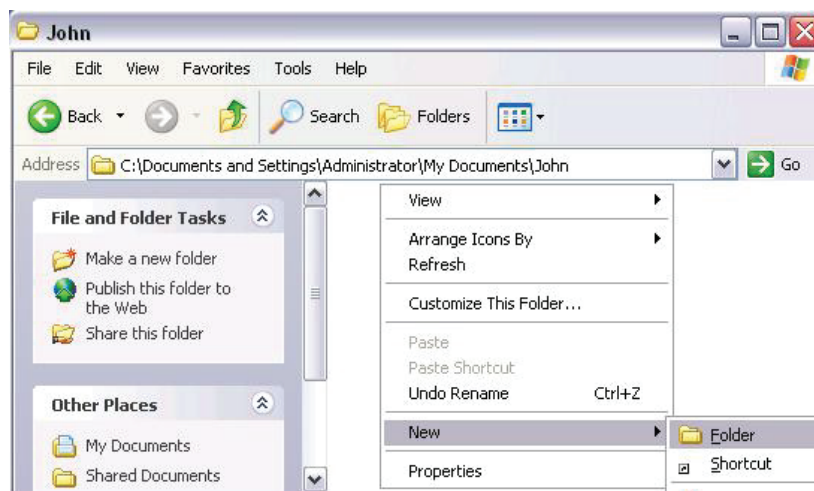 John
File Edit View Favorites Tools Help
Back Search Folders
Address C:\Documents and Settings\Administrator\My Documents\John Go
File and Folder Tasks
Make a new folder
Publish this folder to
the Web
Share this folder
Other Places
My Documents
Shared Documents
View
Arrange Icons By
Refresh
Customize This Folder...
Paste
Paste Shortcut
Undo Rename Ctrl+Z
New
Properties
Folder
Shortcut